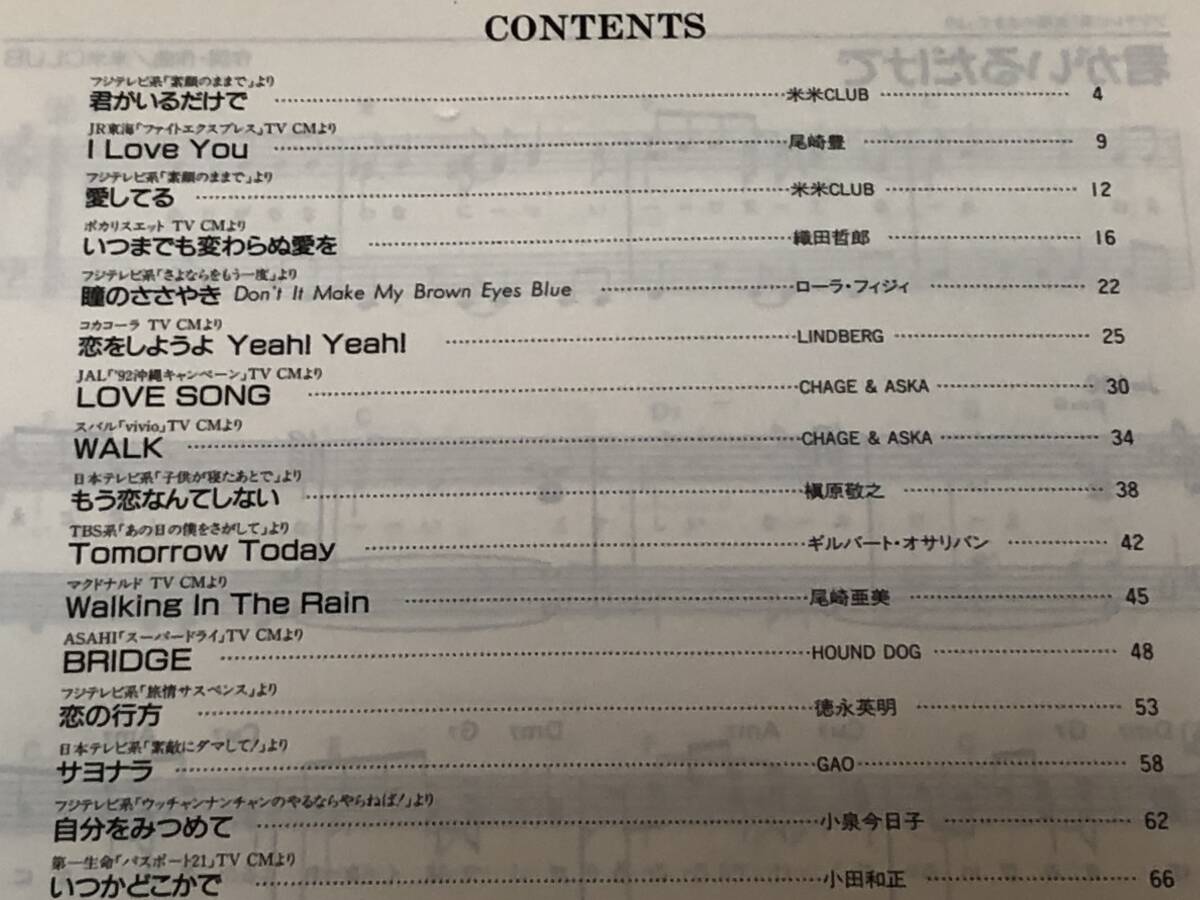 CONTENTS
フジテレビ系「素顔のままで」より
君がいるだけで 米米CLUB 4
JR東海「ファイトエクスプレス」TV CMより
I Love You 尾崎豊 9
フジテレビ系「素顔のままで」より
愛してる 米米CLUB 12
ポカリスエット TV CMより
いつまでも変わらぬ愛を 織田哲郎 16
フジテレビ系「さよならをもう一度」より
瞳のささやき Don't It Make My Brown Eyes Blue ローラ・フィジィ 22
コカコーラ TV CMより
恋をしようよ Yeah! Yeah! LINDBERG 25
JAL「'92沖縄キャンペーン」TV CMより
LOVE SONG CHAGE & ASKA 30
スバル「vivio」TV CMより
WALK CHAGE & ASKA 34
日本テレビ系「子供が寝たあとで」より
もう恋なんてしない 槇原敬之 38
TBS系「あの日の僕をさがして」より
Tomorrow Today ギルバート・オサリバン 42
マクドナルド TV CMより
Walking In The Rain 尾崎亜美 45
ASAHI「スーパードライ」TV CMより
BRIDGE HOUND DOG 48
フジテレビ系「旅情サスペンス」より
恋の行方 徳永英明 53
日本テレビ系「素敵にダマして!」より
サヨナラ GAO 58
フジテレビ系「ウッチャンナンチャンのやるならやらねば!」より
自分をみつめて 小泉今日子 62
第一生命「パスポート21」TV CMより
いつかどこかで 小田和正 66